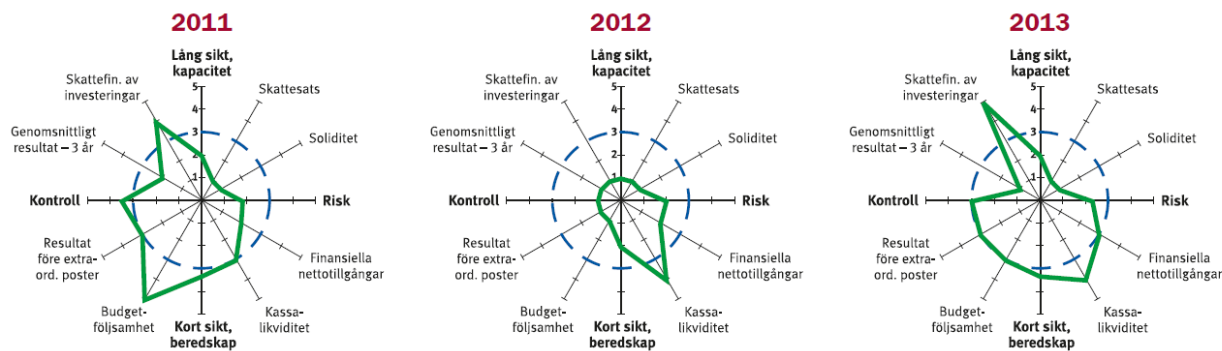 2011
Lång sikt,
kapacitet
Skattefin. av
investeringar
Skattesats
Genomsnittligt
resultat – 3 år
Soliditet
5
4
3
2
1
Kontroll
Risk
Resultat
före extra-
ord. poster
Finansiella
nettotillgångar
Budget-
följsamhet
Kassa-
likviditet
Kort sikt,
beredskap
2012
Lång sikt,
kapacitet
Skattefin. av
investeringar
Skattesats
Genomsnittligt
resultat – 3 år
Soliditet
5
4
3
2
1
Kontroll
Risk
Resultat
före extra-
ord. poster
Finansiella
nettotillgångar
Budget-
följsamhet
Kassa-
likviditet
Kort sikt,
beredskap
2013
Lång sikt,
kapacitet
Skattefin. av
investeringar
Skattesats
Genomsnittligt
resultat – 3 år
Soliditet
5
4
3
2
1
Kontroll
Risk
Resultat
före extra-
ord. poster
Finansiella
nettotillgångar
Budget-
följsamhet
Kassa-
likviditet
Kort sikt,
beredskap